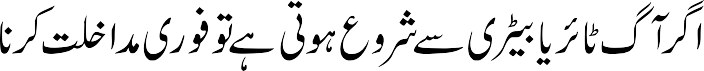 اگر آگ ٹائر یا بیٹری سے شروع ہوتی ہے تو فوری مداخلت کرنا